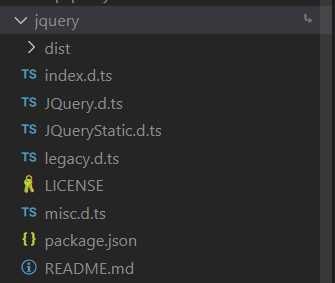 jquery
dist
TS index.d.ts
TS JQuery.d.ts
TS JQueryStatic.d.ts
TS legacy.d.ts
LICENSE
TS misc.d.ts
{} package.json
README.md